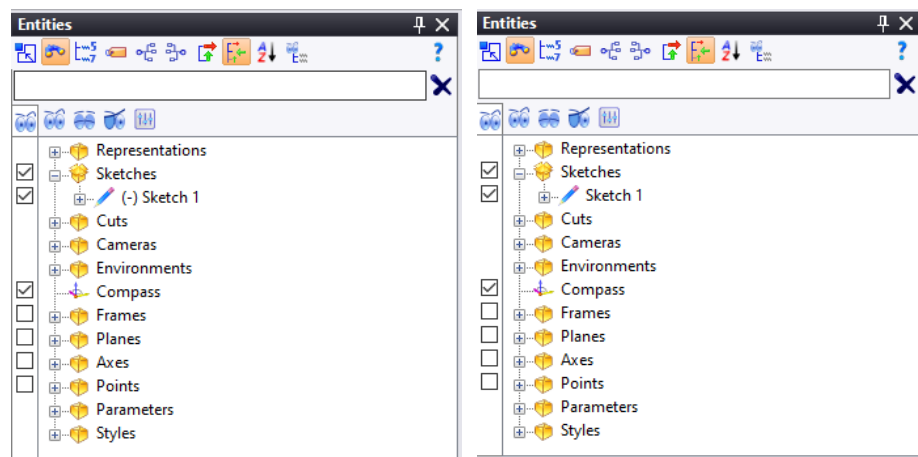 Entities
Representations
Sketches
(-) Sketch 1
Cuts
Cameras
Environments
Compass
Frames
Planes
Axes
Points
Parameters
Styles
Entities
Representations
Sketches
Sketch 1
Cuts
Cameras
Environments
Compass
Frames
Planes
Axes
Points
Parameters
Styles